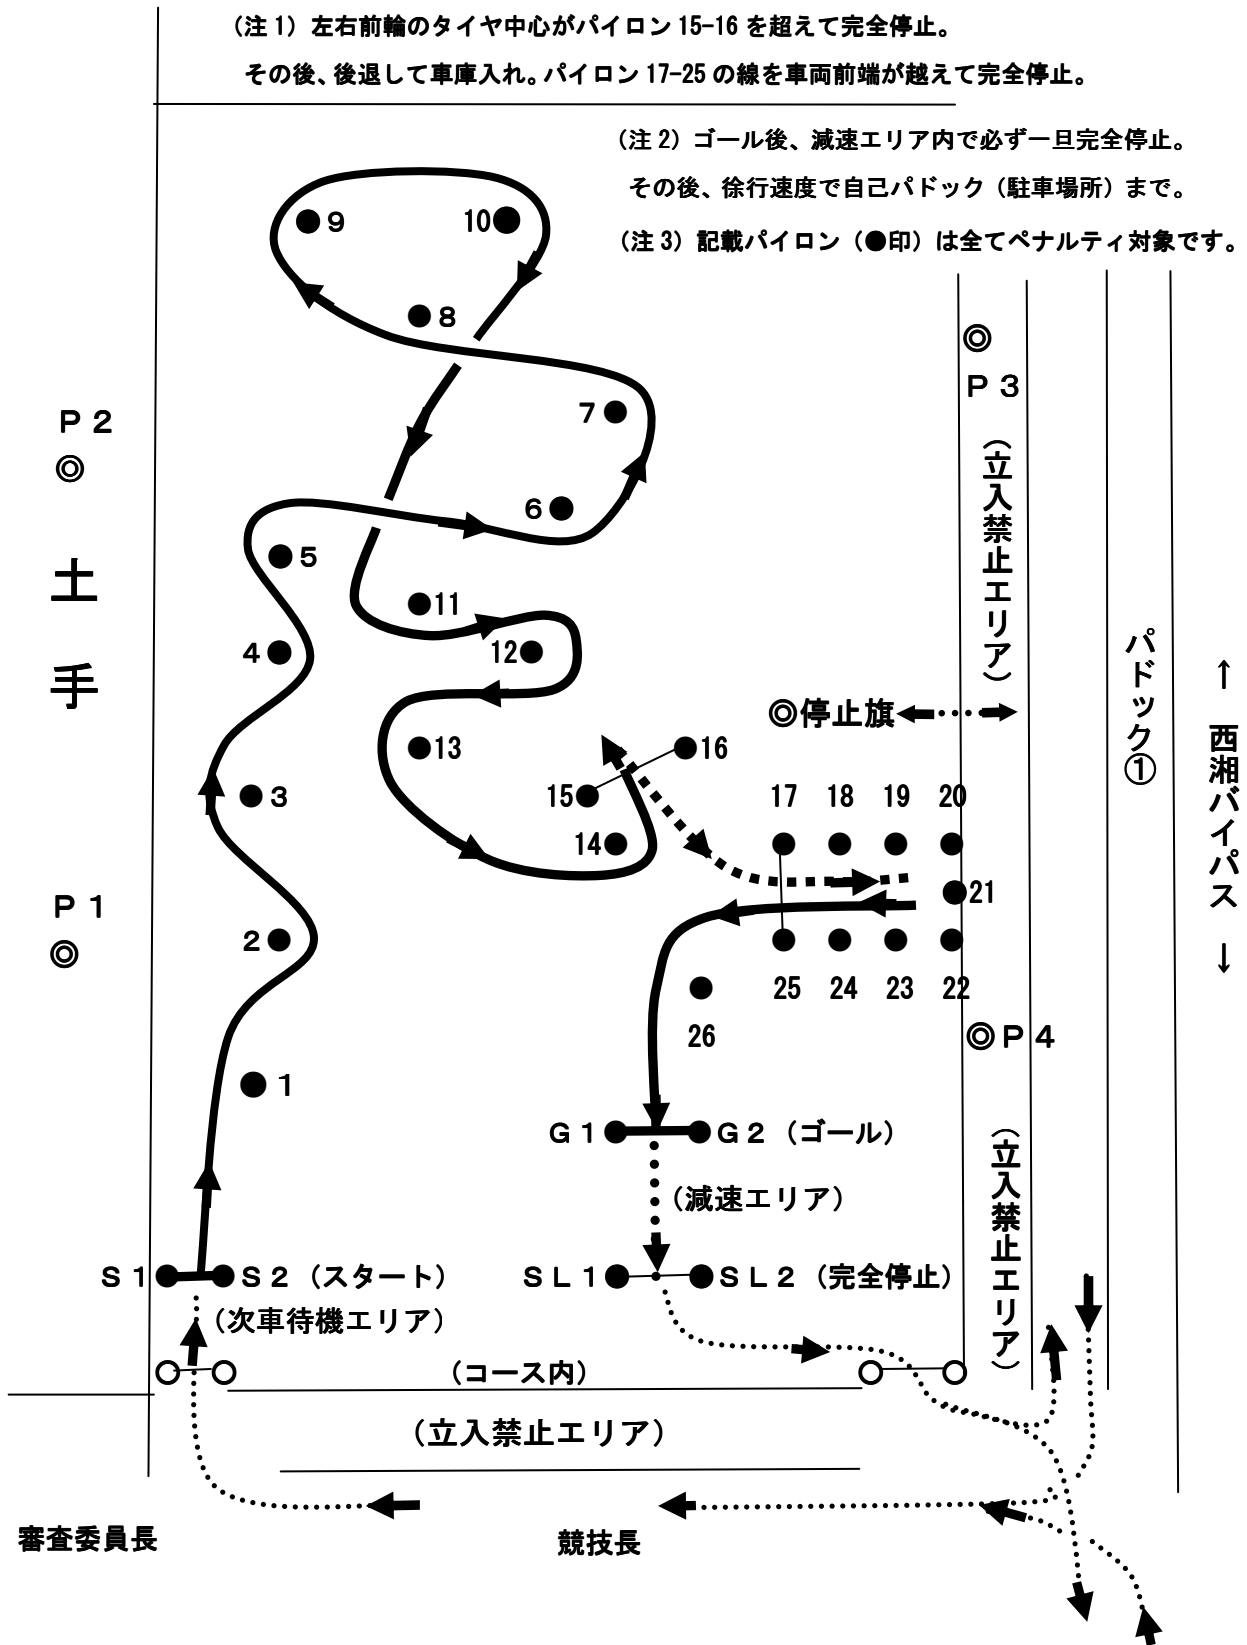 （注１）左右前輪のタイヤ中心がパイロン15-16を超えて完全停止。
その後、後退して車庫入れ。パイロン17-25の線を車両前端が越えて完全停止。
（注２）ゴール後、減速エリア内で必ず一旦完全停止。
その後、徐行速度で自己パドック（駐車場所）まで。
（注３）記載パイロン（●印）は全てペナルティ対象です。
９
10
８
Ｐ３
７
Ｐ２
（立入禁止エリア）
６
５
土手
11
４
12
パドック①
◎停止旗
↑ 西湘バイパス ↓
13
16
３
15
17
18
19
20
14
21
Ｐ１
２
25
24
23
22
26
◎Ｐ４
１
Ｇ１
Ｇ２（ゴール）
（減速エリア）
（立入禁止エリア）
Ｓ１
Ｓ２（スタート）
ＳＬ１
ＳＬ２（完全停止）
（次車待機エリア）
（コース内）
（立入禁止エリア）
審査委員長
競技長